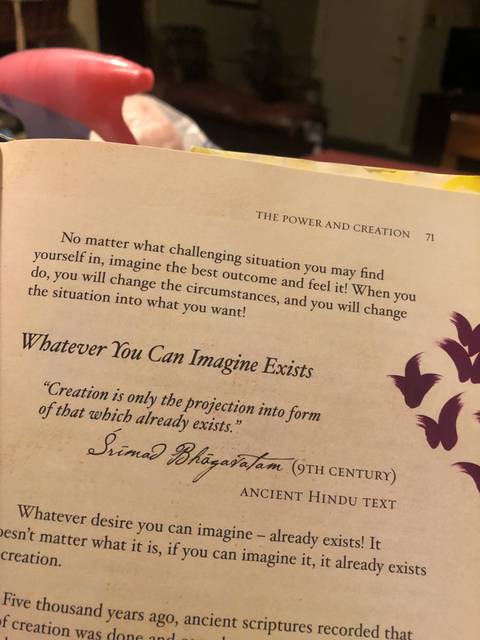 THE POWER AND CREATION 71
No matter what challenging situation you may find
yourself in, imagine the best outcome and feel it! When you
do, you will change the circumstances, and you will change
the situation into what you want!
Whatever You Can Imagine Exists
"Creation is only the projection into form
of that which already exists."
Śrīmad Bhāgavatam (9TH CENTURY)
ANCIENT HINDU TEXT
Whatever desire you can imagine – already exists! It
oesn't matter what it is, if you can imagine it, it already exists
creation.
Five thousand years ago, ancient scriptures recorded that
f creation was done and